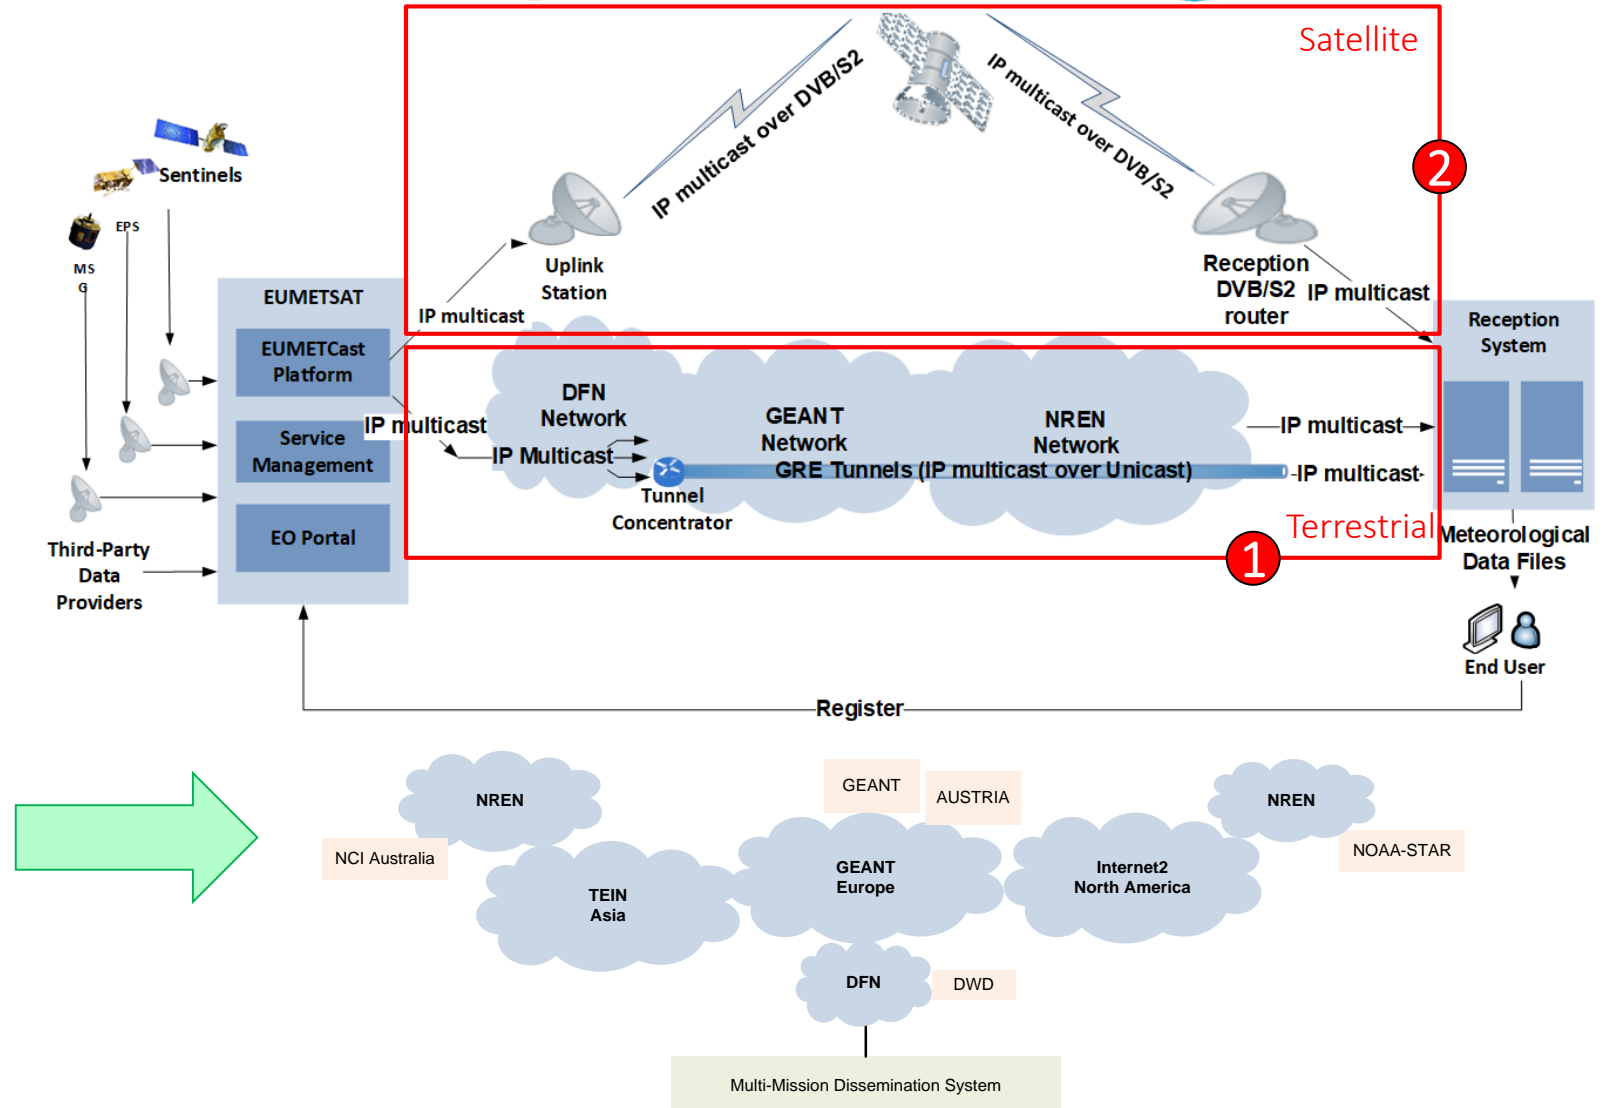 Satellite
IP multicast over DVB/S2
IP multicast over DVB/S2
2
Sentinels
EPS
MS
G
Uplink
Station
Reception
DVB/S2
router
IP multicast
IP multicast
EUMETSAT
EUMETCast
Platform
Service
Management
EO Portal
Reception
System
DFN
Network
GEANT
Network
NREN
Network
IP multicast
IP Multicast
IP multicast
GRE Tunnels (IP multicast over Unicast)
IP multicast
Tunnel
Concentrator
Terrestrial
1
Third-Party
Data
Providers
Meteorological
Data Files
End User
Register
NREN
GEANT
AUSTRIA
NREN
NCI Australia
NOAA-STAR
TEIN
Asia
GEANT
Europe
Internet2
North America
DFN
DWD
Multi-Mission Dissemination System